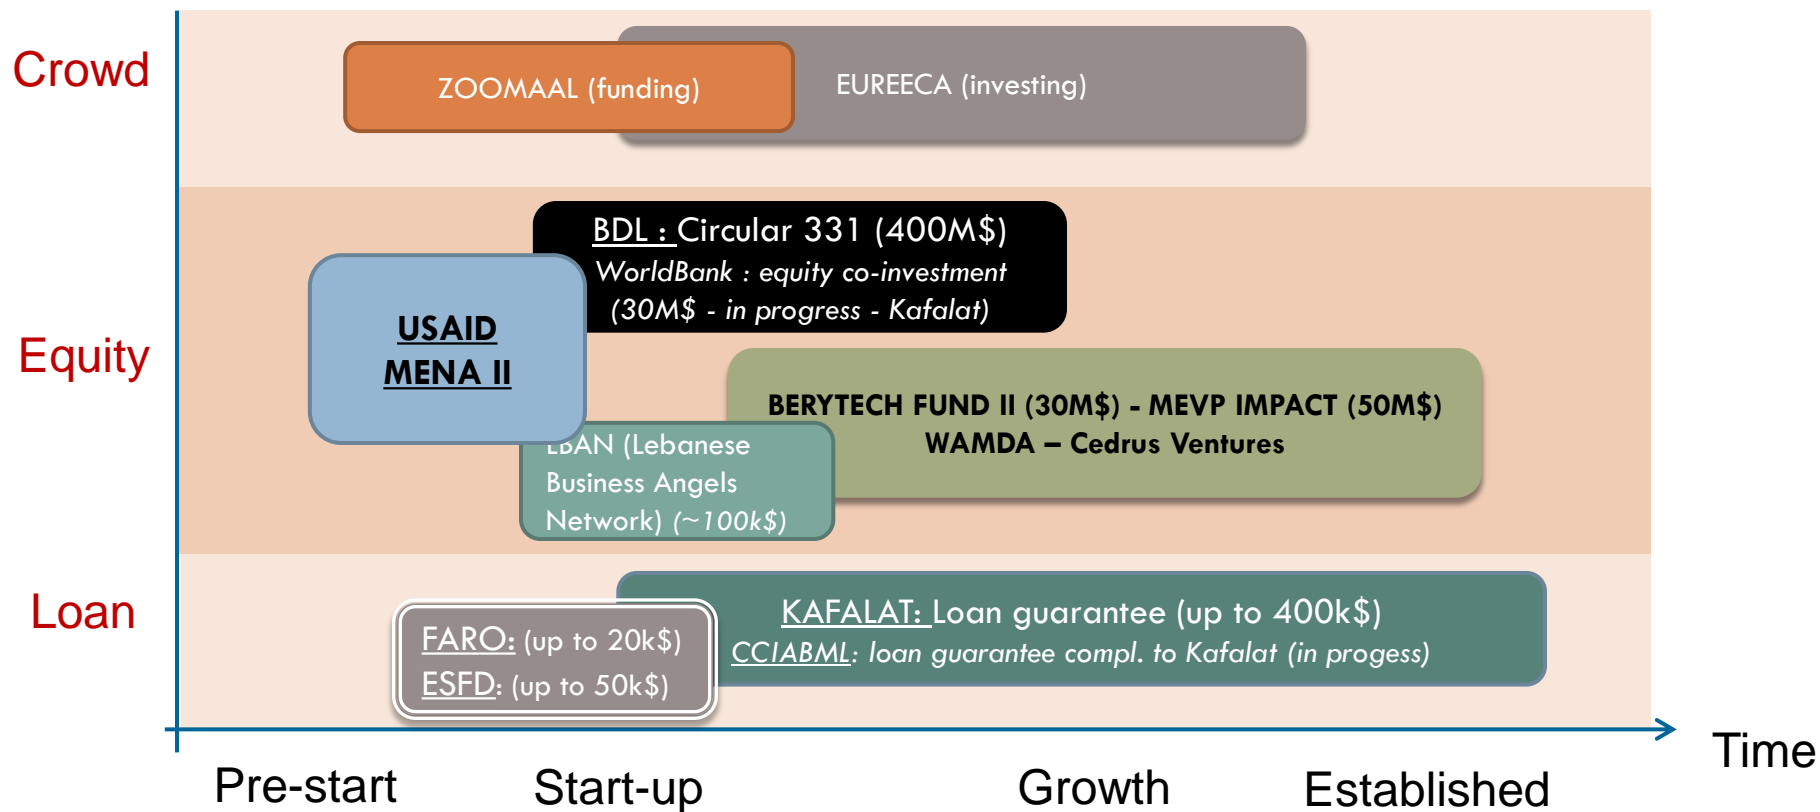 Crowd
ZOOMAAL (funding)
EUREECA (investing)
Equity
BDL : Circular 331 (400M$)
WorldBank : equity co-investment
(30M$ - in progress - Kafalat)
USAID
MENA II
BERYTECH FUND II (30M$) - MEVP IMPACT (50M$)
WAMDA – Cedrus Ventures
LBAN (Lebanese
Business Angels
Network) (~100k$)
Loan
KAFALAT: Loan guarantee (up to 400k$)
CCIABML: loan guarantee compl. to Kafalat (in progess)
FARO: (up to 20k$)
ESFD: (up to 50k$)
Time
Pre-start
Start-up
Growth
Established